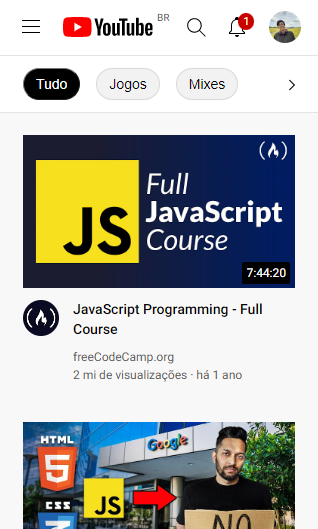 YouTube BR
1
Tudo Jogos Mixes
Full
JavaScript
Course
JS
7:44:20
JavaScript Programming - Full
Course
freeCodeCamp.org
2 mi de visualizações · há 1 ano
HTML
5
Google
CSS
JS
NO